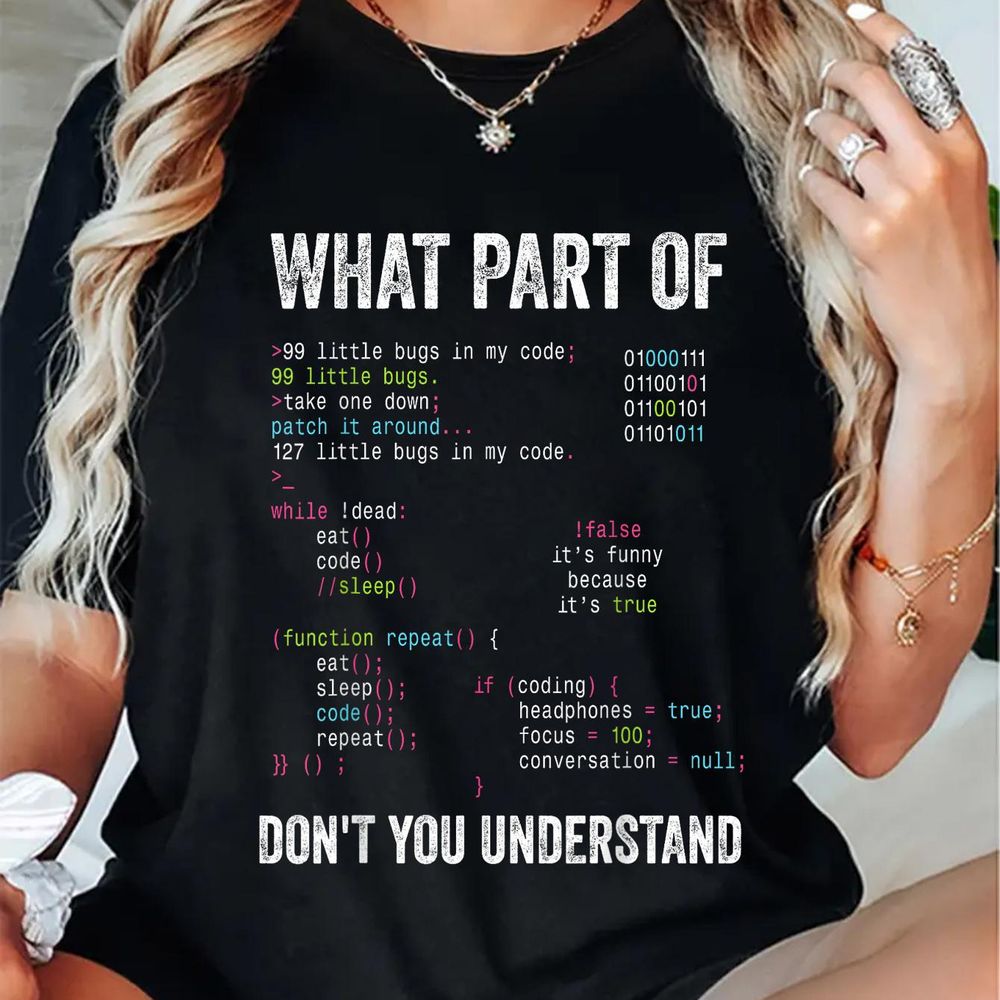 WHAT PART OF
>99 little bugs in my code;
99 little bugs.
>take one down;
patch it around...
127 little bugs in my code.
>_
01000111
01100101
01100101
01101011
while !dead:
eat()
code()
//sleep()
!false
it's funny
because
it's true
(function repeat() {
eat();
sleep();
code();
repeat();
}} () ;
if (coding) {
headphones = true;
focus = 100;
conversation = null;
}
DON'T YOU UNDERSTAND